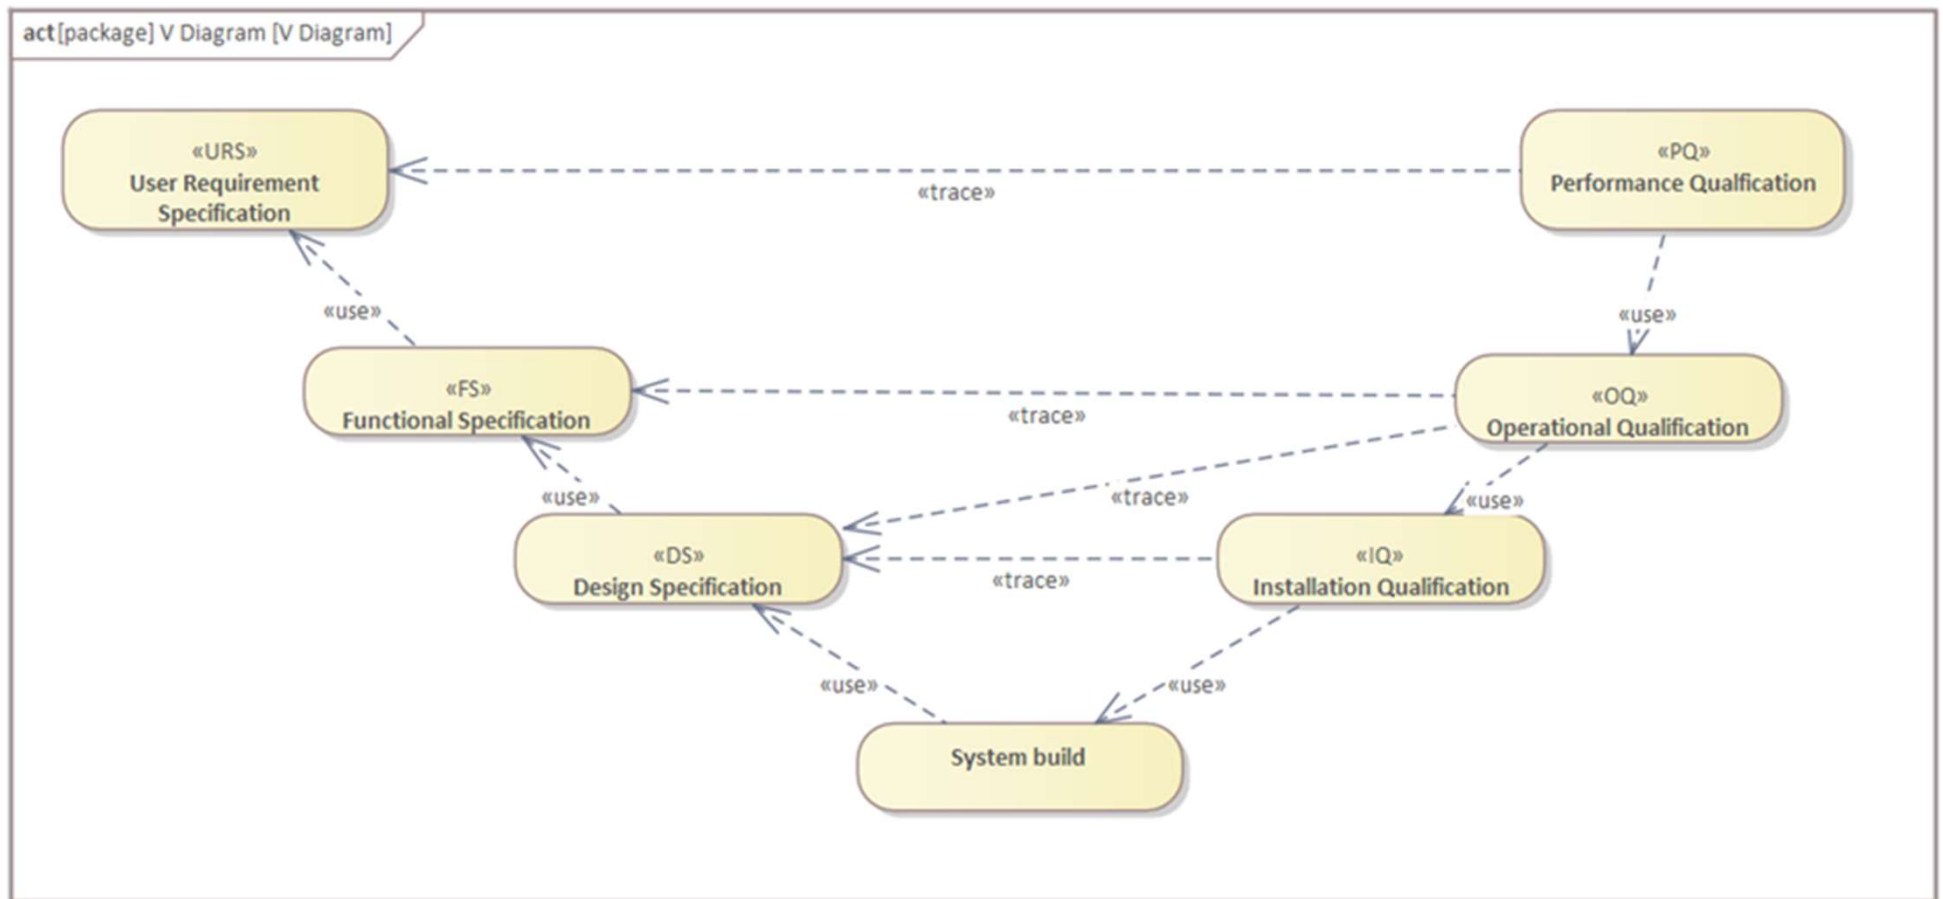 act [package] V Diagram [V Diagram]
«URS»
User Requirement
Specification
«PQ»
Performance Qualfication
«trace»
«use»
«use»
«FS»
Functional Specification
«OQ»
Operational Qualification
«trace»
«use»
«trace»
«use»
«DS»
Design Specification
«IQ»
Installation Qualification
«trace»
«use»
«use»
System build